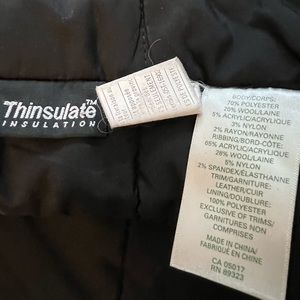 Thinsulate™
INSULATION
BODY/CORPS:
70% POLYESTER
20% WOOL/LAINE
5% ACRYLIC/ACRYLIQUE
3% NYLON
2% RAYON/RAYONNE
RIBBING/BORD-CÔTE:
65% ACRYLIC/ACRYLIQUE
28% WOOL/LAINE
5% NYLON
2% SPANDEX/ELASTHANNE
TRIM/GARNITURE:
LEATHER/CUIR
LINING/DOUBLURE:
100% POLYESTER
EXCLUSIVE OF TRIMS/
GARNITURES NON
COMPRISES
MADE IN CHINA/
FABRIQUÉ EN CHINE
CA 05017
RN 89323